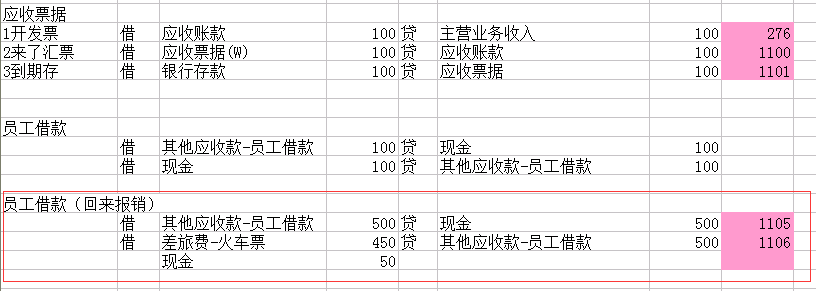 应收票据
1开发票 借 应收账款 100 贷 主营业务收入 100 276
2来了汇票 借 应收票据(W) 100 贷 应收账款 100 1100
3到期存 借 银行存款 100 贷 应收票据 100 1101
员工借款
借 其他应收款-员工借款 100 贷 现金 100
借 现金 100 贷 其他应收款-员工借款 100
员工借款（回来报销）
借 其他应收款-员工借款 500 贷 现金 500 1105
借 差旅费-火车票 450 贷 其他应收款-员工借款 500 1106
现金 50